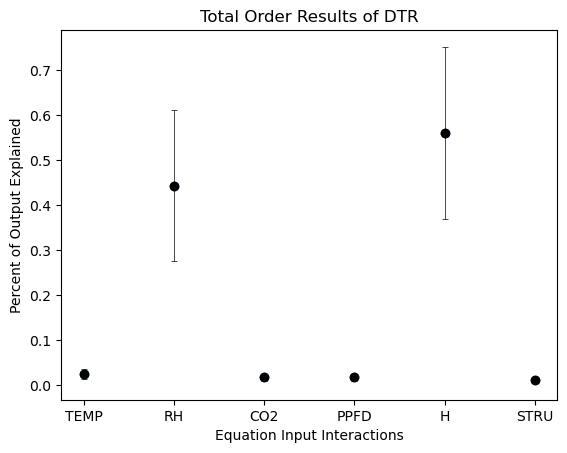 Total Order Results of DTR
Percent of Output Explained
0.7
0.6
0.5
0.4
0.3
0.2
0.1
0.0
TEMP RH CO2 PPFD H STRU
Equation Input Interactions